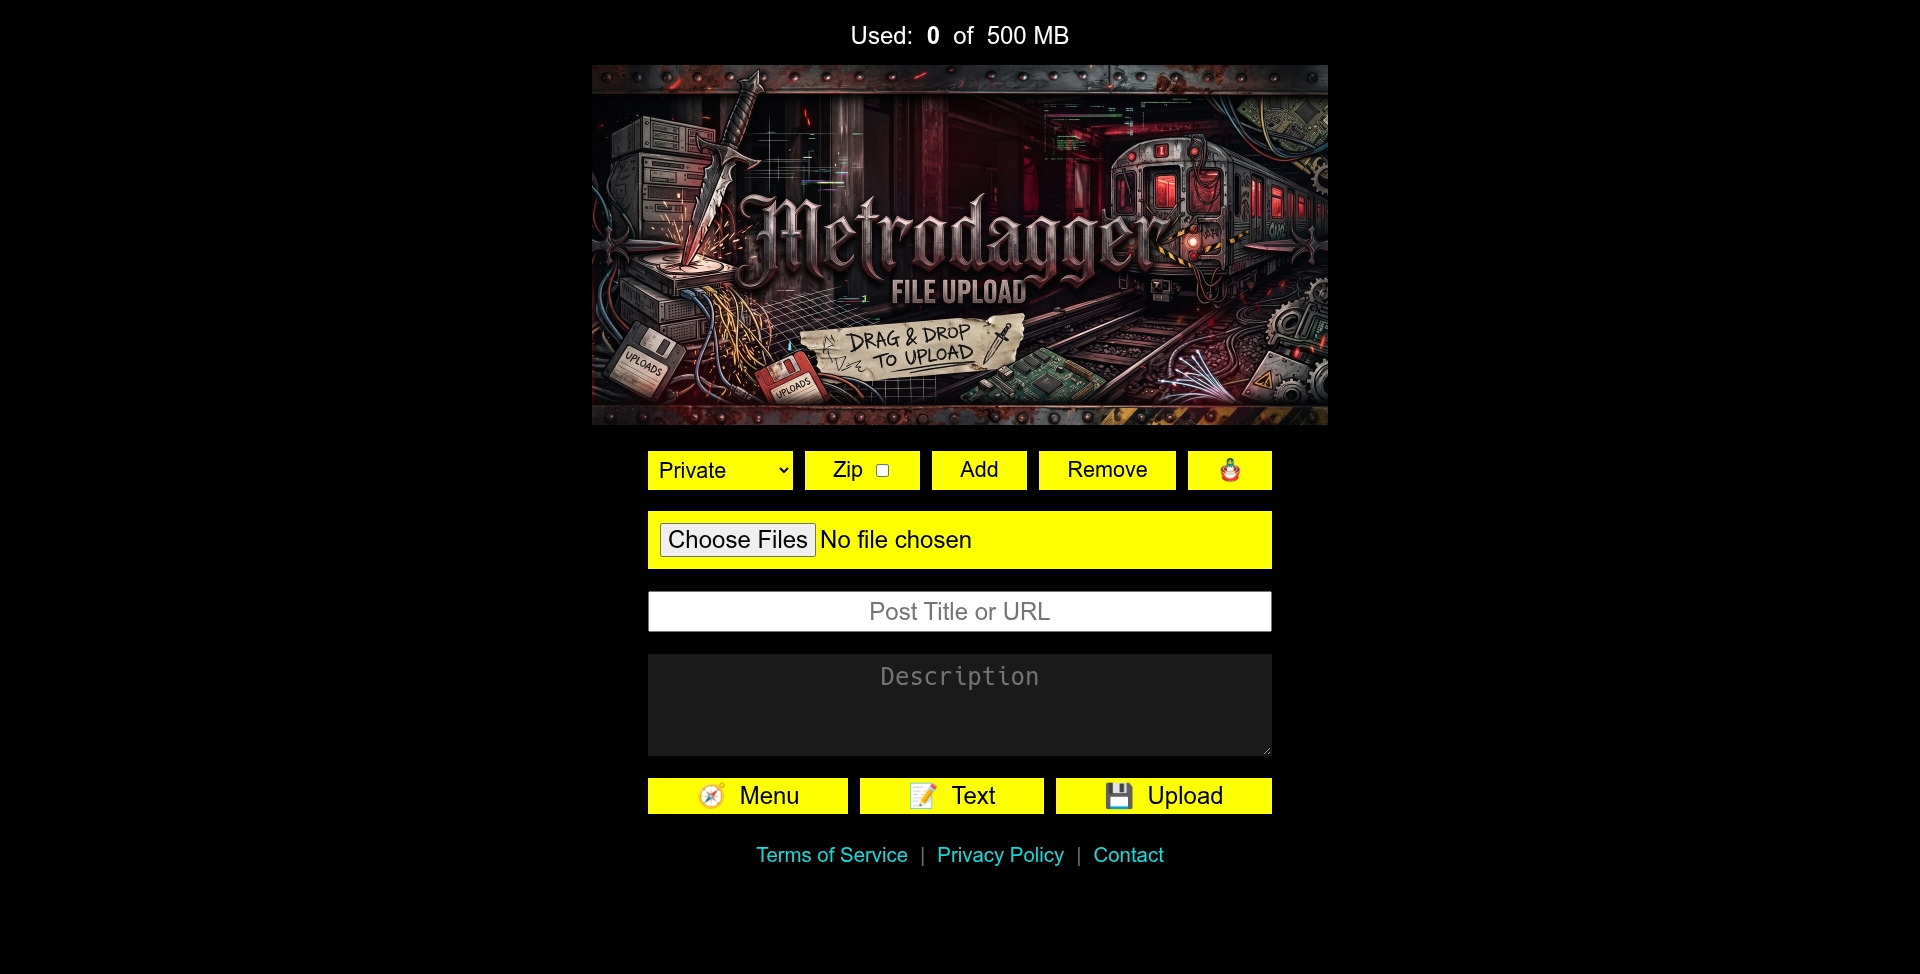 Used: 0 of 500 MB
Metrodagger
FILE UPLOAD
DRAG & DROP
TO UPLOAD
UPLOADS
UPLOADS
Private
Zip
Add
Remove
Choose Files No file chosen
Post Title or URL
Description
Menu
Text
Upload
Terms of Service | Privacy Policy | Contact